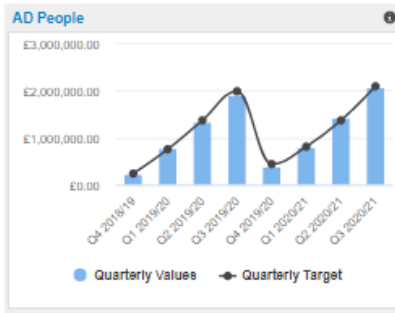 AD People
£3,000,000.00
£2,000,000.00
£1,000,000.00
£0.00
Q4 2018/19
Q1 2019/20
Q2 2019/20
Q3 2019/20
Q4 2019/20
Q1 2020/21
Q2 2020/21
Q3 2020/21
Quarterly Values
Quarterly Target